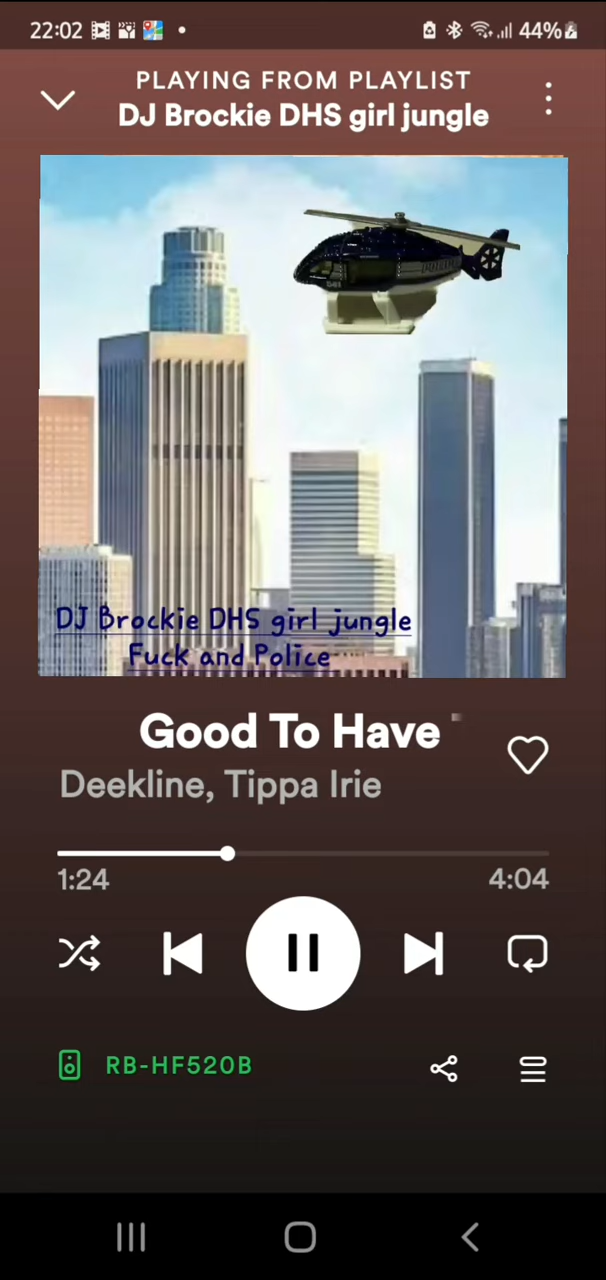 22:02
44%
PLAYING FROM PLAYLIST
DJ Brockie DHS girl jungle
POLICE
DJ Brockie DHS girl jungle
Fuck and Police
Good To Have
Deekline, Tippa Irie
1:24
4:04
RB-HF520B